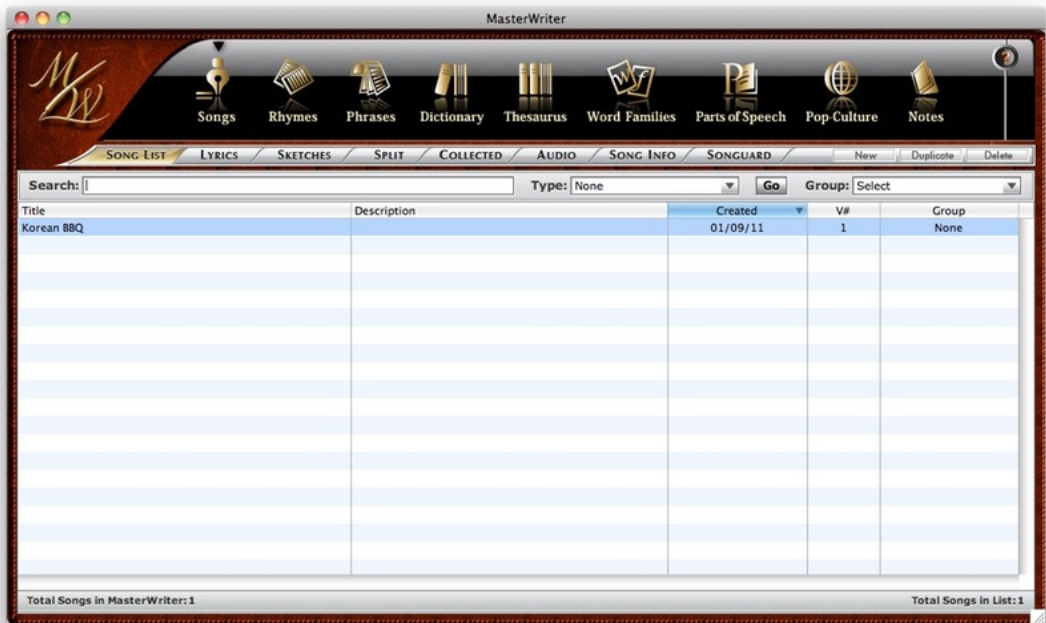 MasterWriter
MW
Songs Rhymes Phrases Dictionary Thesaurus Word Families Parts of Speech Pop-Culture Notes
?
SONG LIST LYRICS SKETCHES SPLIT COLLECTED AUDIO SONG INFO SONGUARD New Duplicate Delete
Search: Type: None Go Group: Select
Title Description Created V# Group
Korean BBQ 01/09/11 1 None
Total Songs in MasterWriter: 1 Total Songs in List: 1